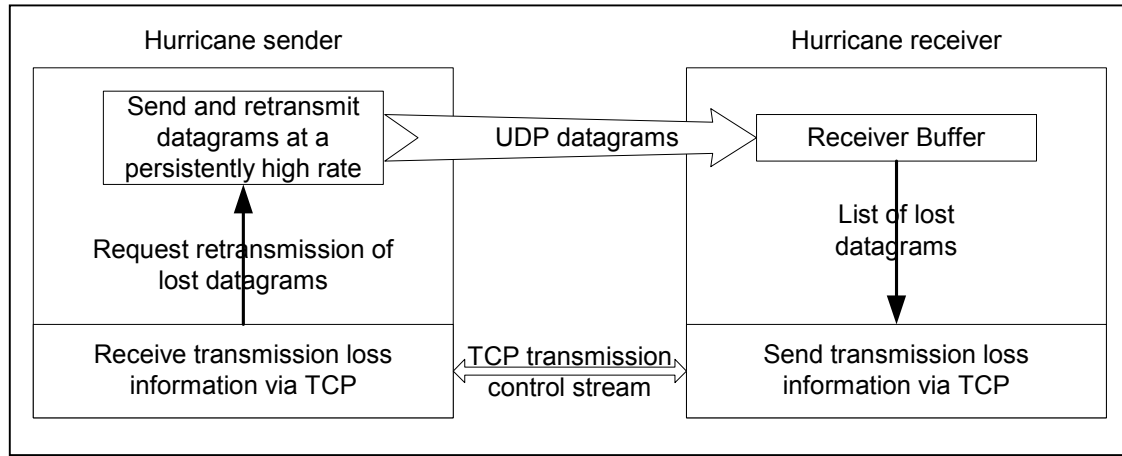 Hurricane sender
Hurricane receiver
Send and retransmit
datagrams at a
persistently high rate
UDP datagrams
Receiver Buffer
Request retransmission of
lost datagrams
List of lost
datagrams
Receive transmission loss
information via TCP
TCP transmission
control stream
Send transmission loss
information via TCP